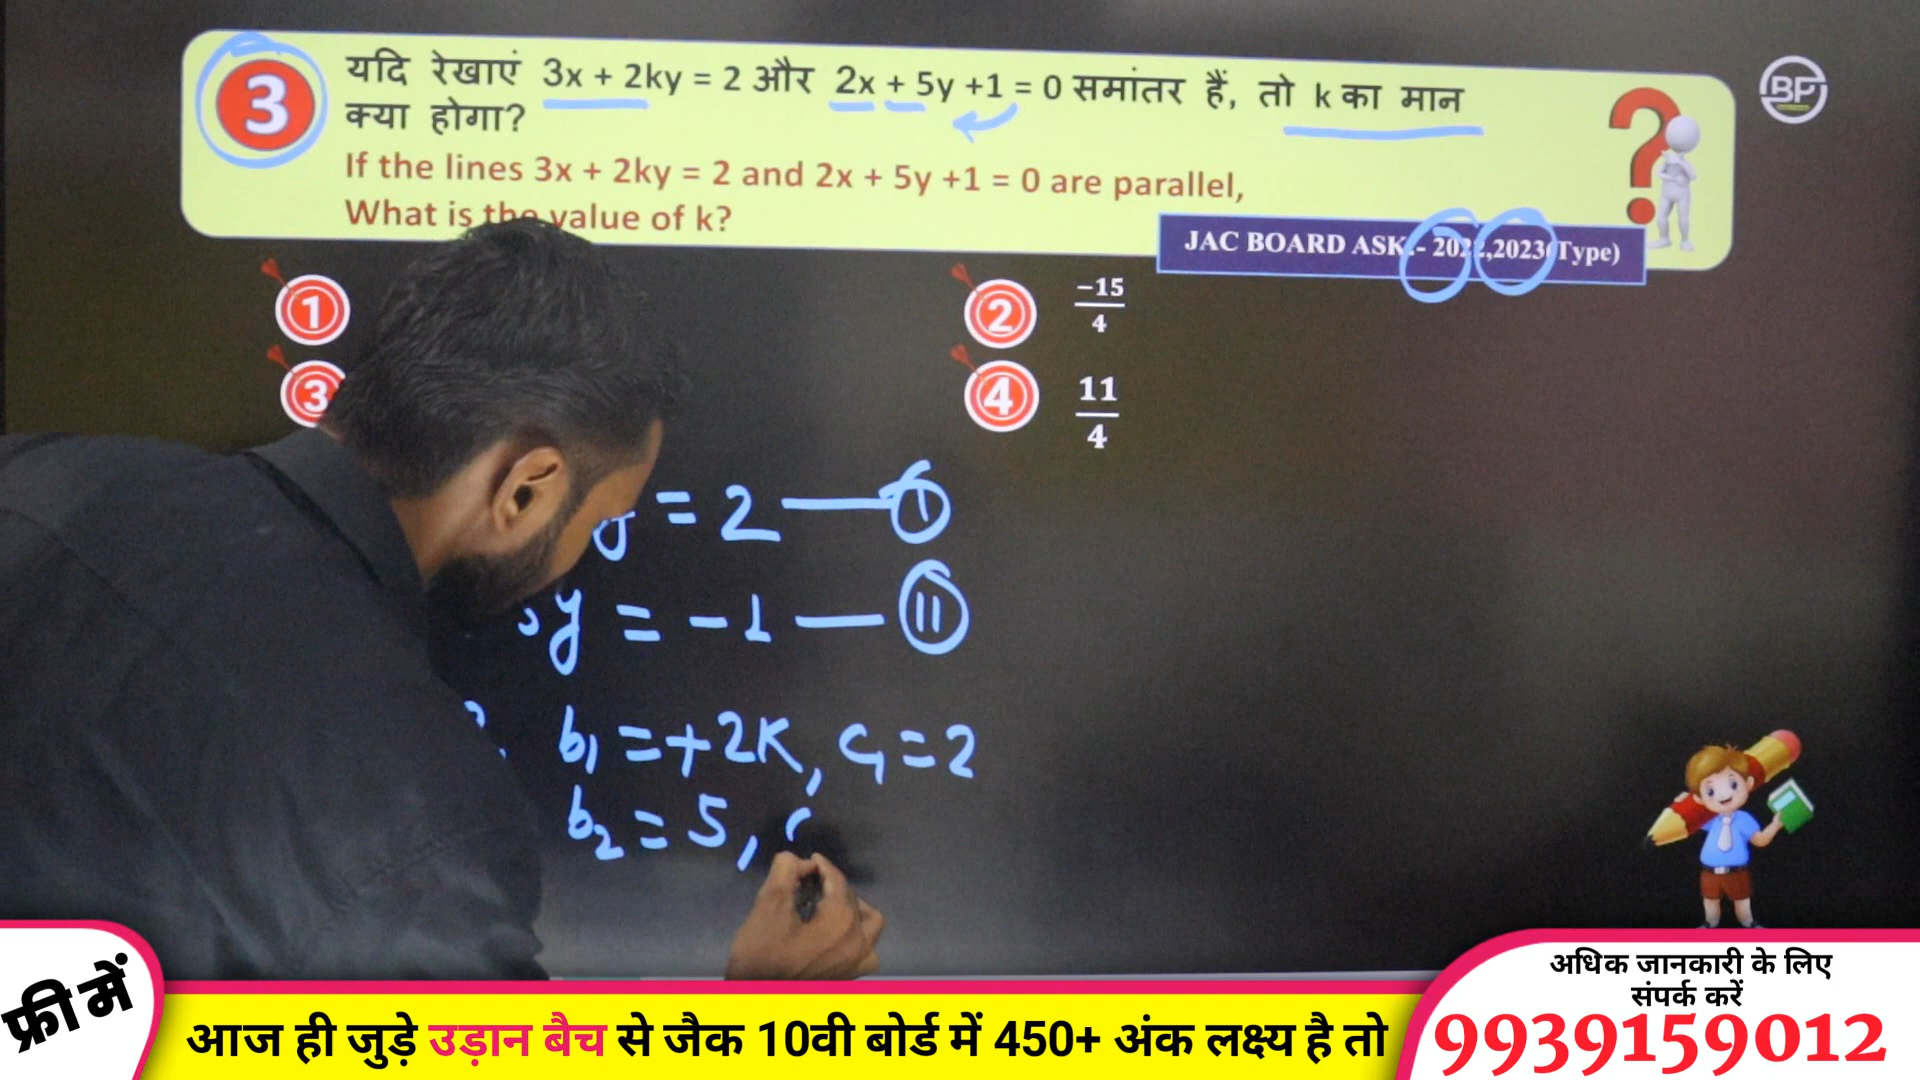 3
यदि रेखाएं 3x + 2ky = 2 और 2x + 5y +1 = 0 समांतर हैं, तो k का मान
क्या होगा?
If the lines 3x + 2ky = 2 and 2x + 5y +1 = 0 are parallel,
What is the value of k?
BP
JAC BOARD ASK:- 2022,2023(Type)
1
2 −15/4
3
4 11/4
y = 2 — I
y = -1 — II
b₁ = +2K, C₁ = 2
b₂ = 5,
फ्री में
आज ही जुड़े उड़ान बैच से जैक 10वी बोर्ड में 450+ अंक लक्ष्य है तो
अधिक जानकारी के लिए
संपर्क करें
9939159012